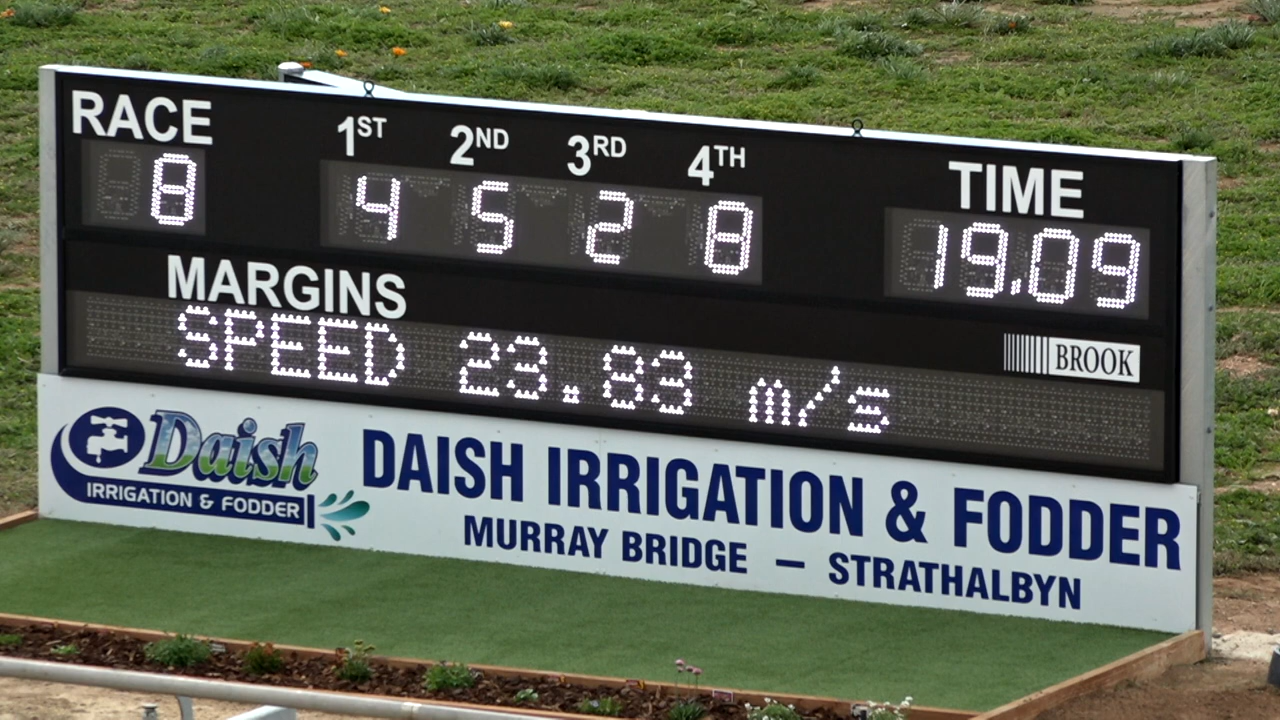 RACE 1ST 2ND 3RD 4TH TIME
8 4 5 2 8 19.09
MARGINS
BROOK
SPEED 23.83 m/s
Daish
IRRIGATION & FODDER
DAISH IRRIGATION & FODDER
MURRAY BRIDGE – STRATHALBYN